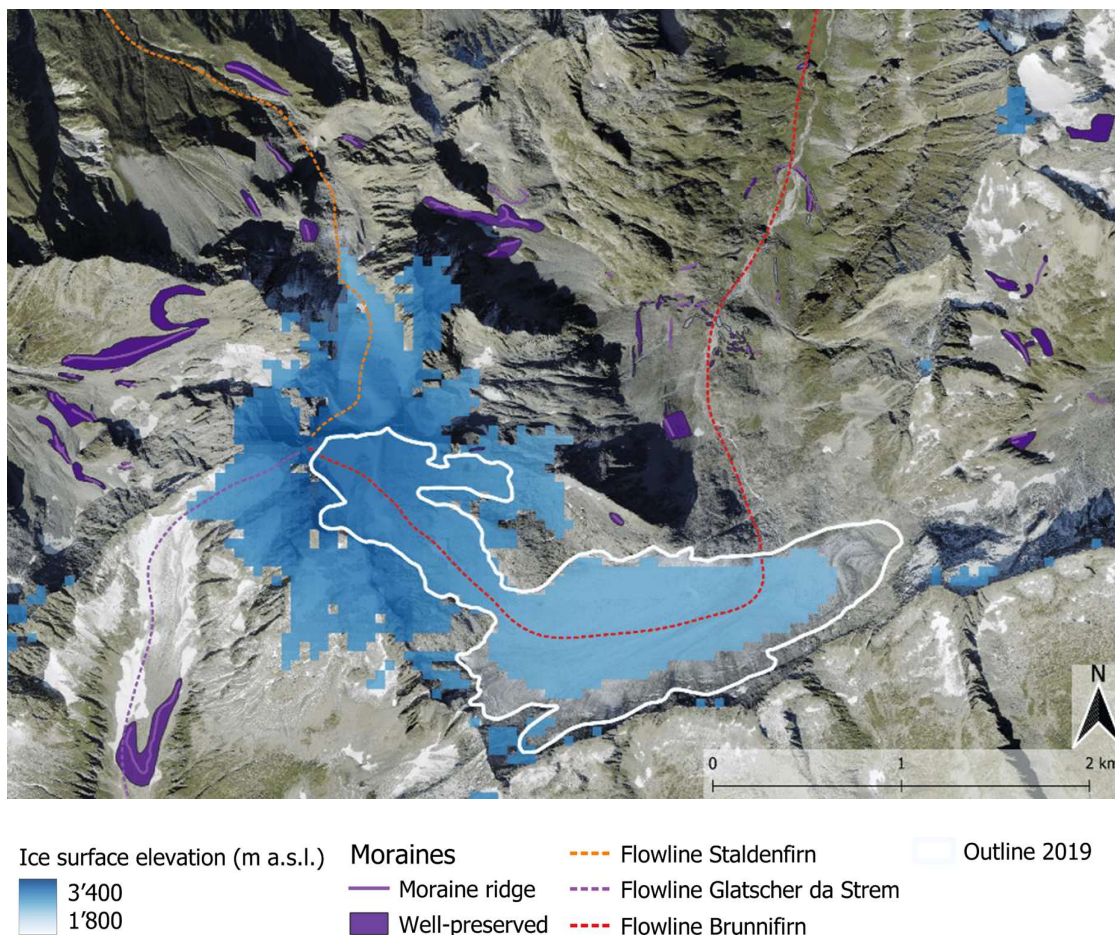 N
0 1 2 km
Ice surface elevation (m a.s.l.)
3'400
1'800
Moraines
Moraine ridge
Well-preserved
Flowline Staldenfirn
Flowline Glatscher da Strem
Flowline Brunnifirn
Outline 2019